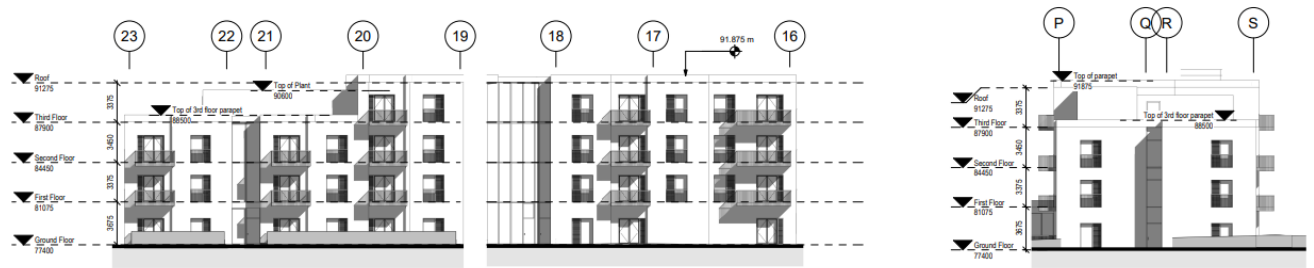 23
22
21
20
19
18
17
16
91.875 m
Roof
91275
Top of Plant
90600
Top of 3rd floor parapet
88500
Third Floor
87900
Second Floor
84450
First Floor
81075
Ground Floor
77400
3375
3450
3375
3675
P
Q
R
S
Top of parapet
91875
Roof
91275
Third Floor
87900
Top of 3rd floor parapet
88500
Second Floor
84450
First Floor
81075
Ground Floor
77400
3375
3450
3375
3675